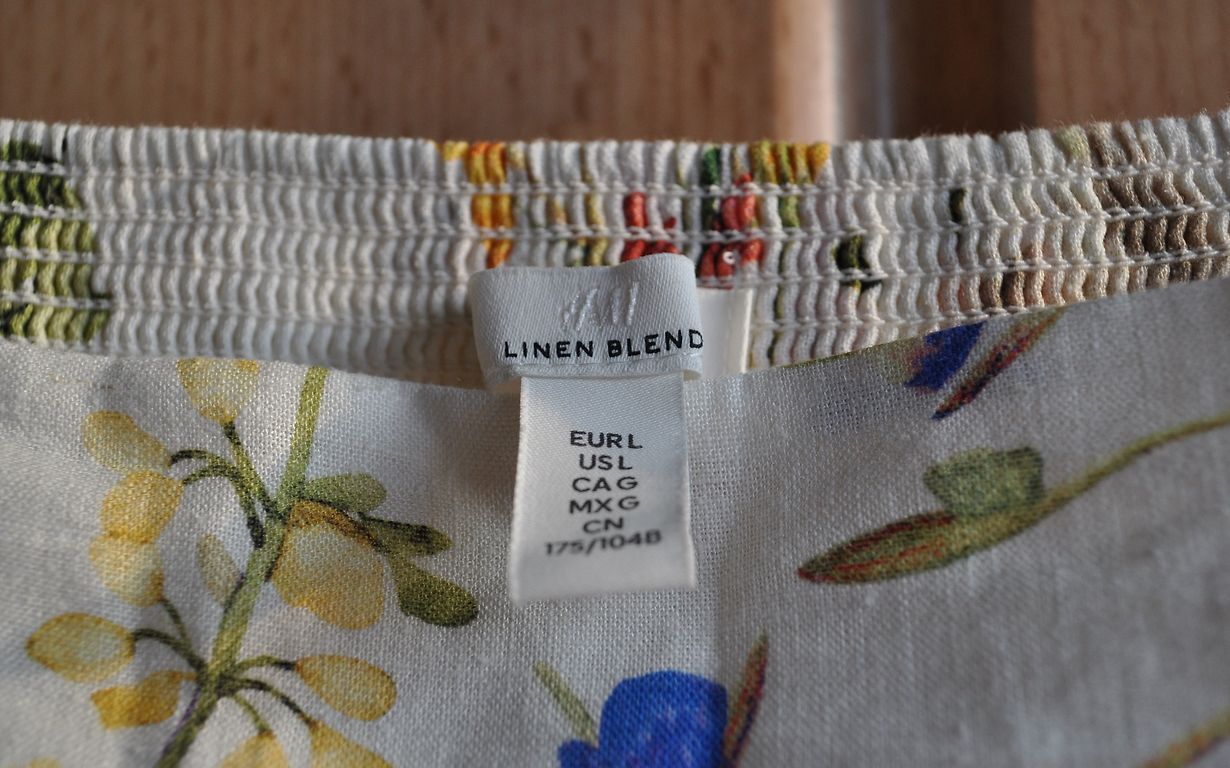 H&M
LINEN BLEND
EUR L
US L
CA G
MX G
CN
175/104B